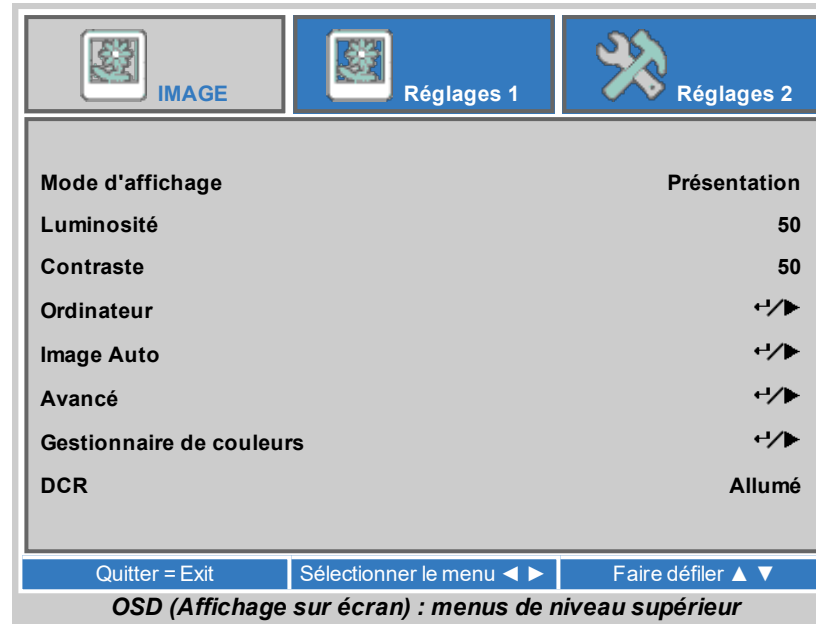 IMAGE Réglages 1 Réglages 2
Mode d'affichage Présentation
Luminosité 50
Contraste 50
Ordinateur ↵/▶
Image Auto ↵/▶
Avancé ↵/▶
Gestionnaire de couleurs ↵/▶
DCR Allumé
Quitter = Exit Sélectionner le menu ◄ ► Faire défiler ▲ ▼
OSD (Affichage sur écran) : menus de niveau supérieur